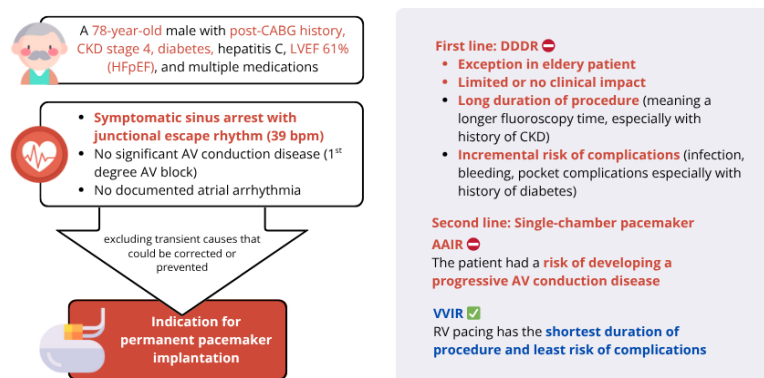 A 78-year-old male with post-CABG history,
CKD stage 4, diabetes, hepatitis C, LVEF 61%
(HFpEF), and multiple medications
• Symptomatic sinus arrest with
junctional escape rhythm (39 bpm)
• No significant AV conduction disease (1st
degree AV block)
• No documented atrial arrhythmia
excluding transient causes that
could be corrected or
prevented
Indication for
permanent pacemaker
implantation
First line: DDDR ⛔
• Exception in eldery patient
• Limited or no clinical impact
• Long duration of procedure (meaning a
longer fluoroscopy time, especially with
history of CKD)
• Incremental risk of complications (infection,
bleeding, pocket complications especially with
history of diabetes)
Second line: Single-chamber pacemaker
AAIR ⛔
The patient had a risk of developing a
progressive AV conduction disease
VVIR ✅
RV pacing has the shortest duration of
procedure and least risk of complications